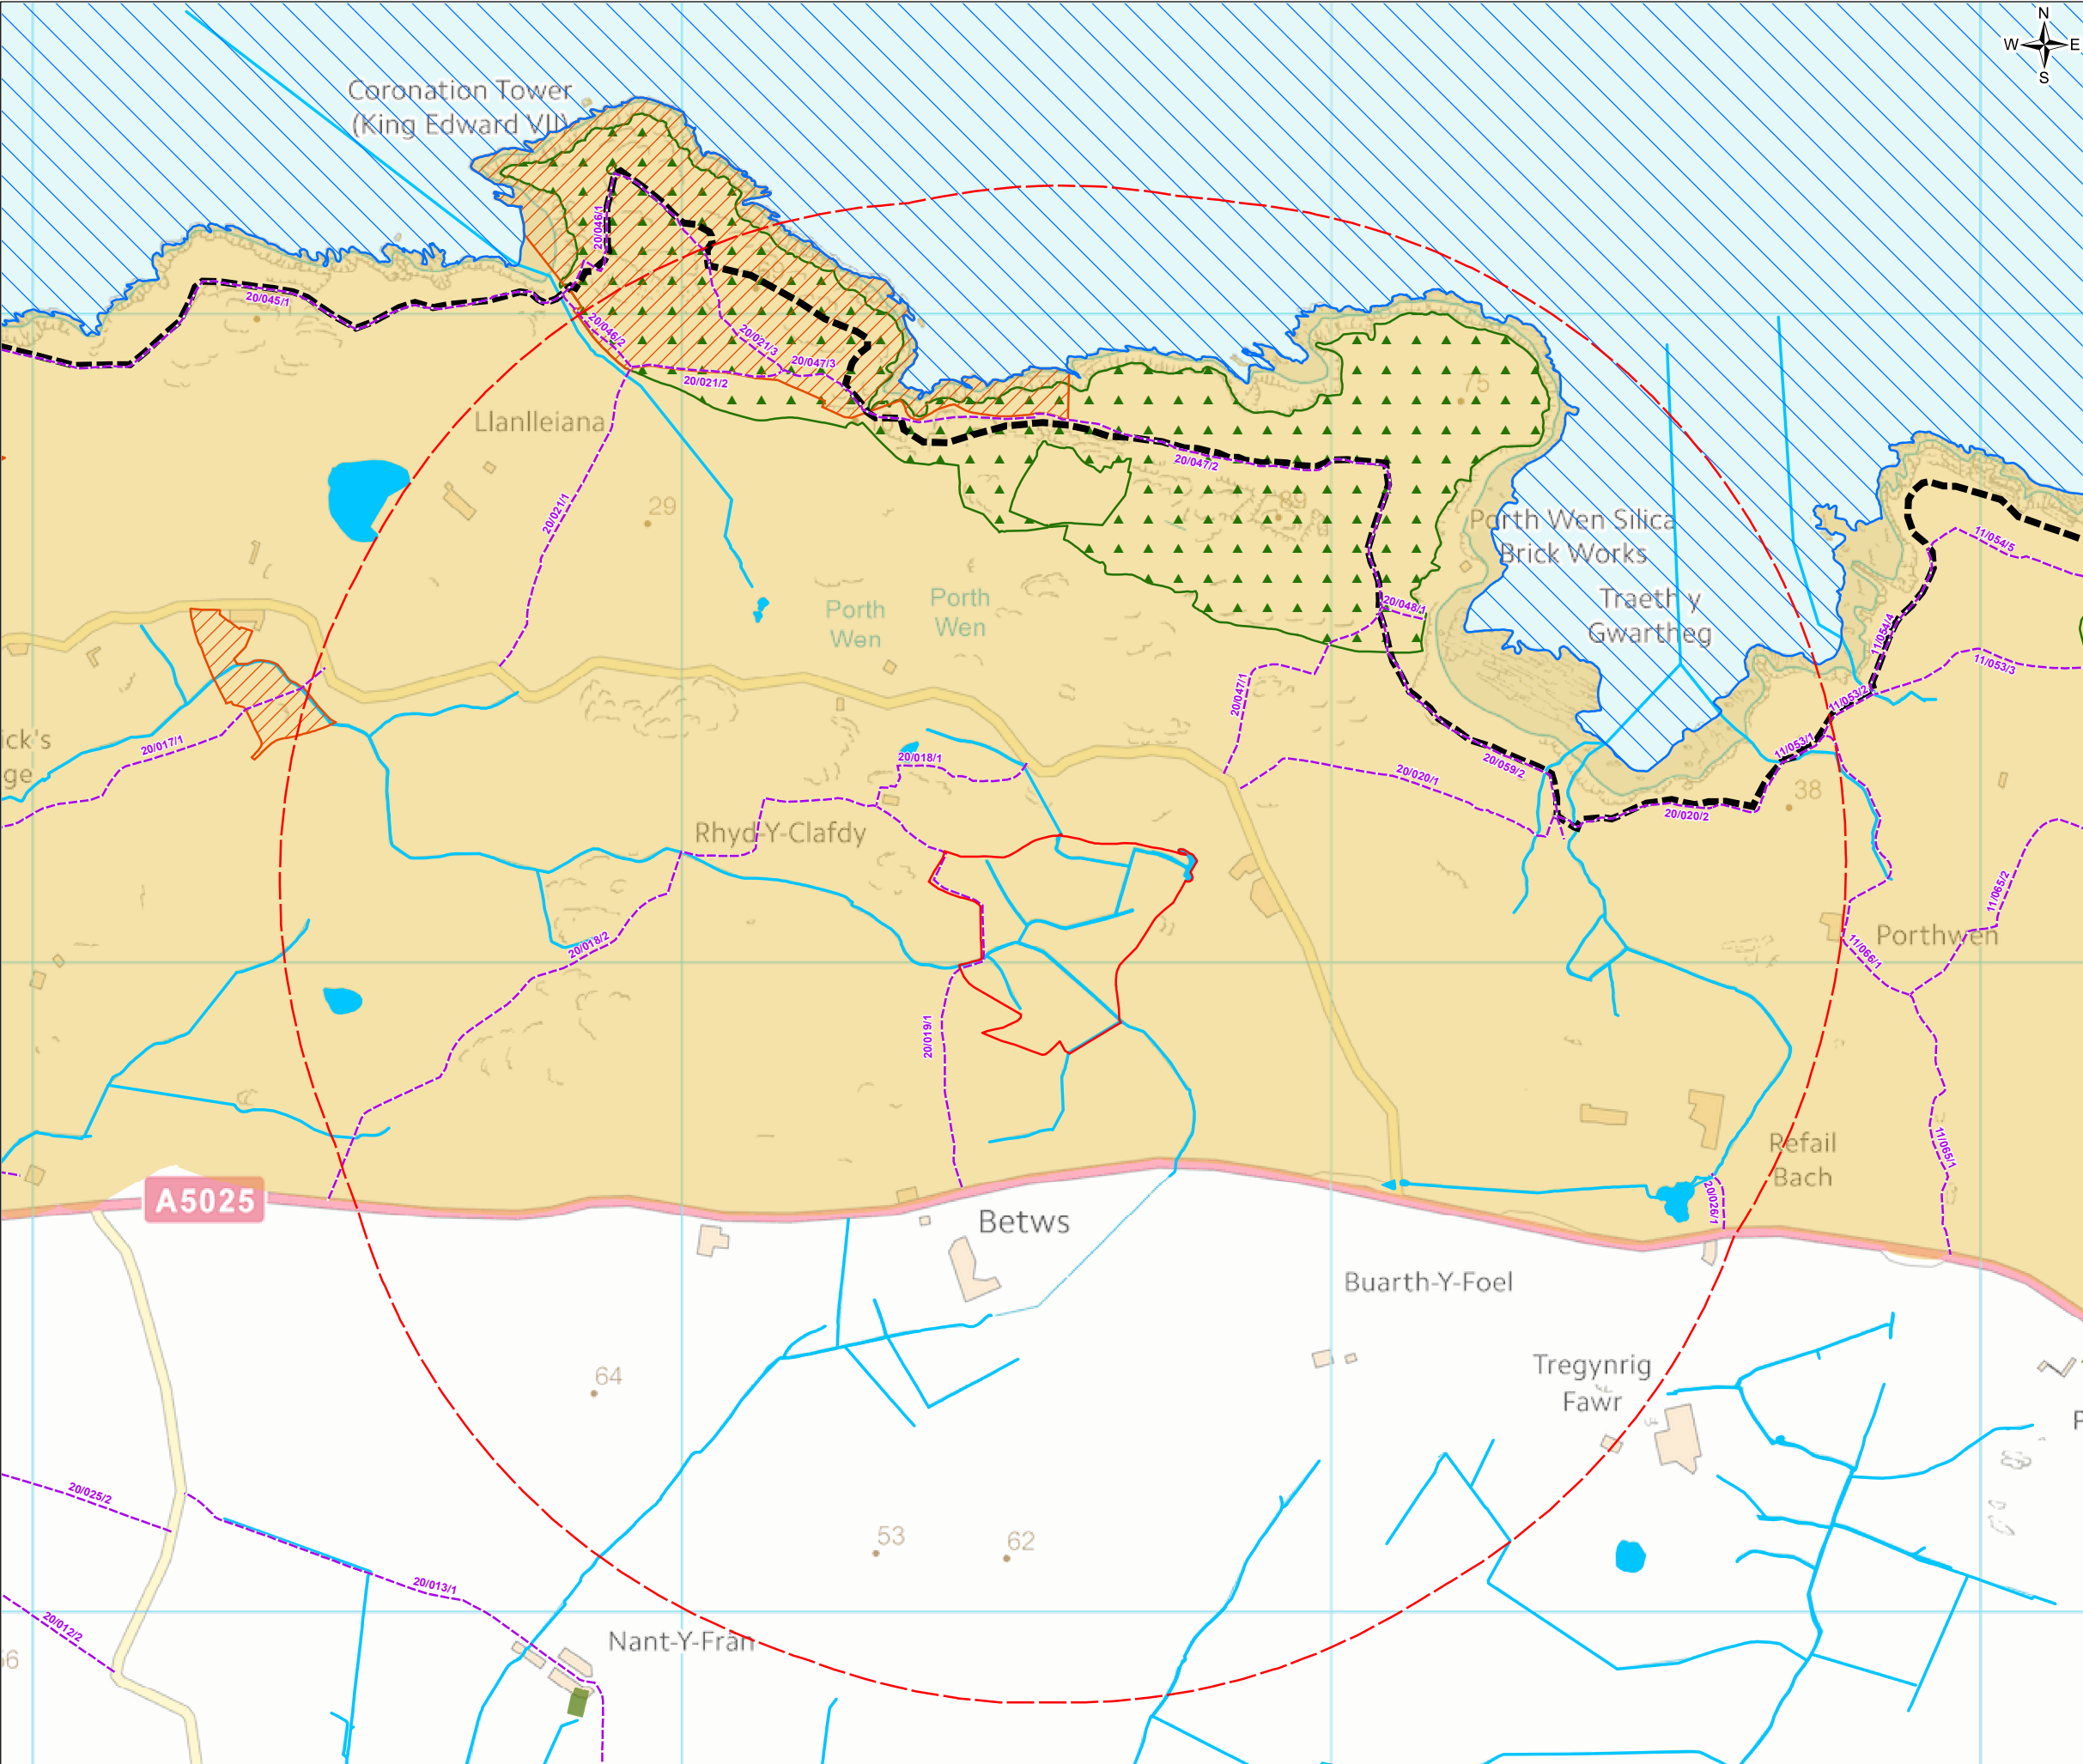 N
W E
S
Coronation Tower
(King Edward VII)
20/046/1
20/045/1
20/046/2
20/021/3
20/047/3
20/021/2
75
Llanlleiana
20/047/2
29
89
20/021/1
Porth Wen Silica
Brick Works
11/054/5
Porth
Wen
Porth
Wen
Traeth y
Gwartheg
20/048/1
11/054/4
11/053/3
20/047/1
11/053/2
ick's
ge
20/017/1
20/018/1
20/059/2
11/053/1
20/020/1
38
20/020/2
Rhyd-Y-Clafdy
11/065/2
20/018/2
11/066/1
Porthwen
20/019/1
Refail
Bach
11/065/1
A5025
20/026/1
Betws
Buarth-Y-Foel
64
Tregynrig
Fawr
P
20/025/2
53
62
20/013/1
20/012/2
Nant-Y-Frân